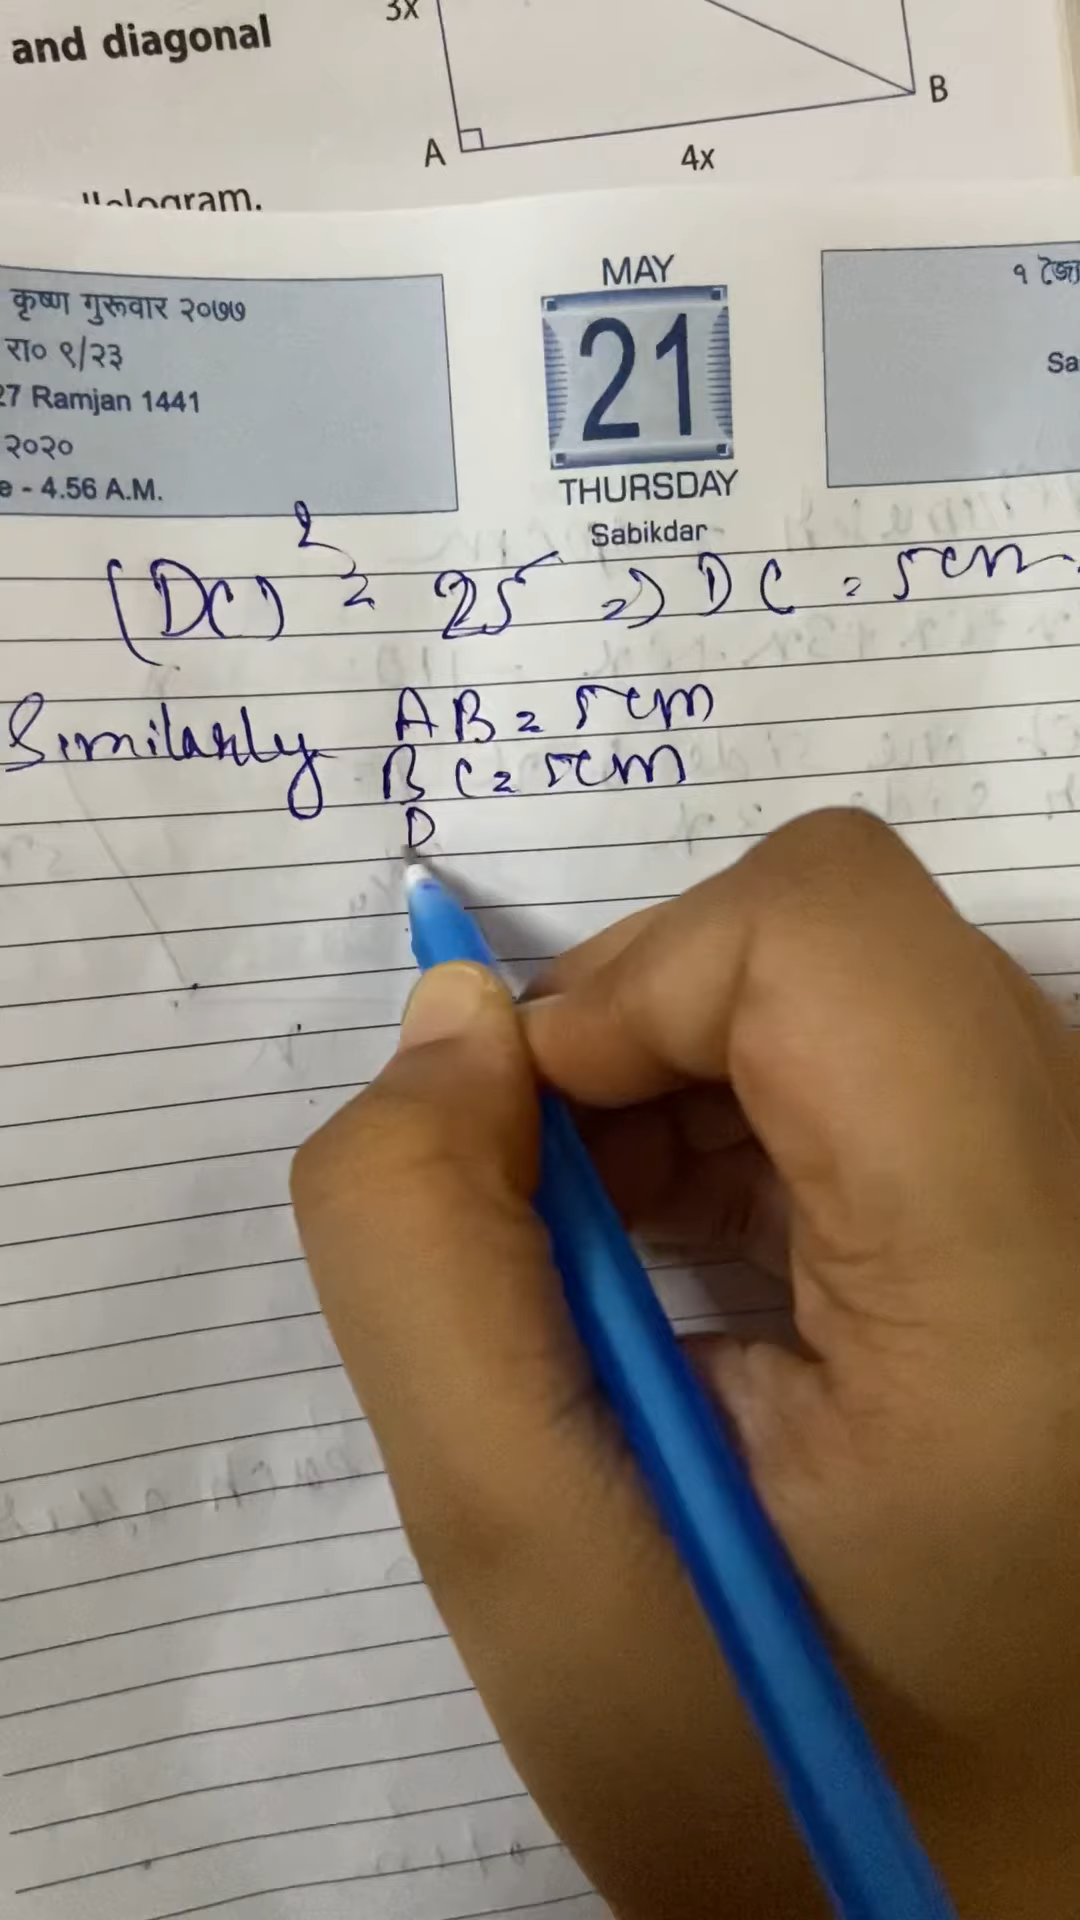 3x
and diagonal
B
A
4x
कृष्ण गुरूवार २०७७
रा० ९/२३
27 Ramjan 1441
२०२०
e - 4.56 A.M.
MAY
21
THURSDAY
Sabikdar
Sa
(DC)² = 25 => DC = 5cm.
Similarly AB = 5cm
BC = 5cm
D